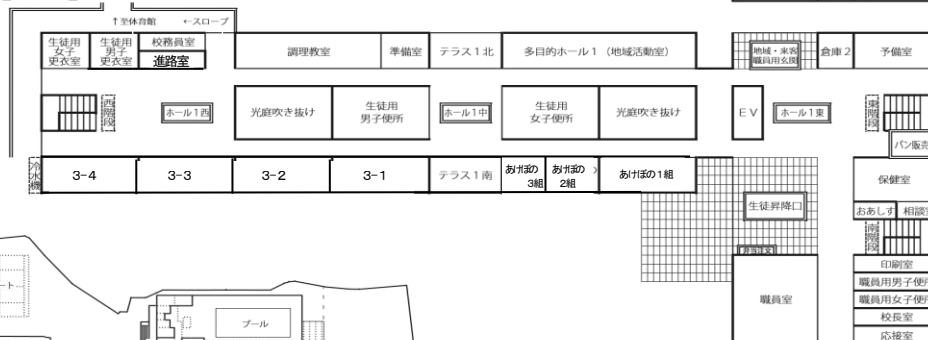 ↑至体育館
←スロープ
生徒用
女子
更衣室
生徒用
男子
更衣室
校務員室
進路室
調理教室
準備室
テラス1北
多目的ホール1（地域活動室）
地域・来客
職員用玄関
倉庫2
予備室
西階段
ホール1西
光庭吹き抜け
生徒用
男子便所
ホール1中
生徒用
女子便所
光庭吹き抜け
EV
ホール1東
東階段
パン販売
冷水機
3-4
3-3
3-2
3-1
テラス1南
あけぼの
3組
あけぼの
2組
あけぼの1組
保健室
生徒昇降口
おあしす
相談室
南階段
職員室
印刷室
職員用男子便所
職員用女子便所
校長室
応接室
プール
ート